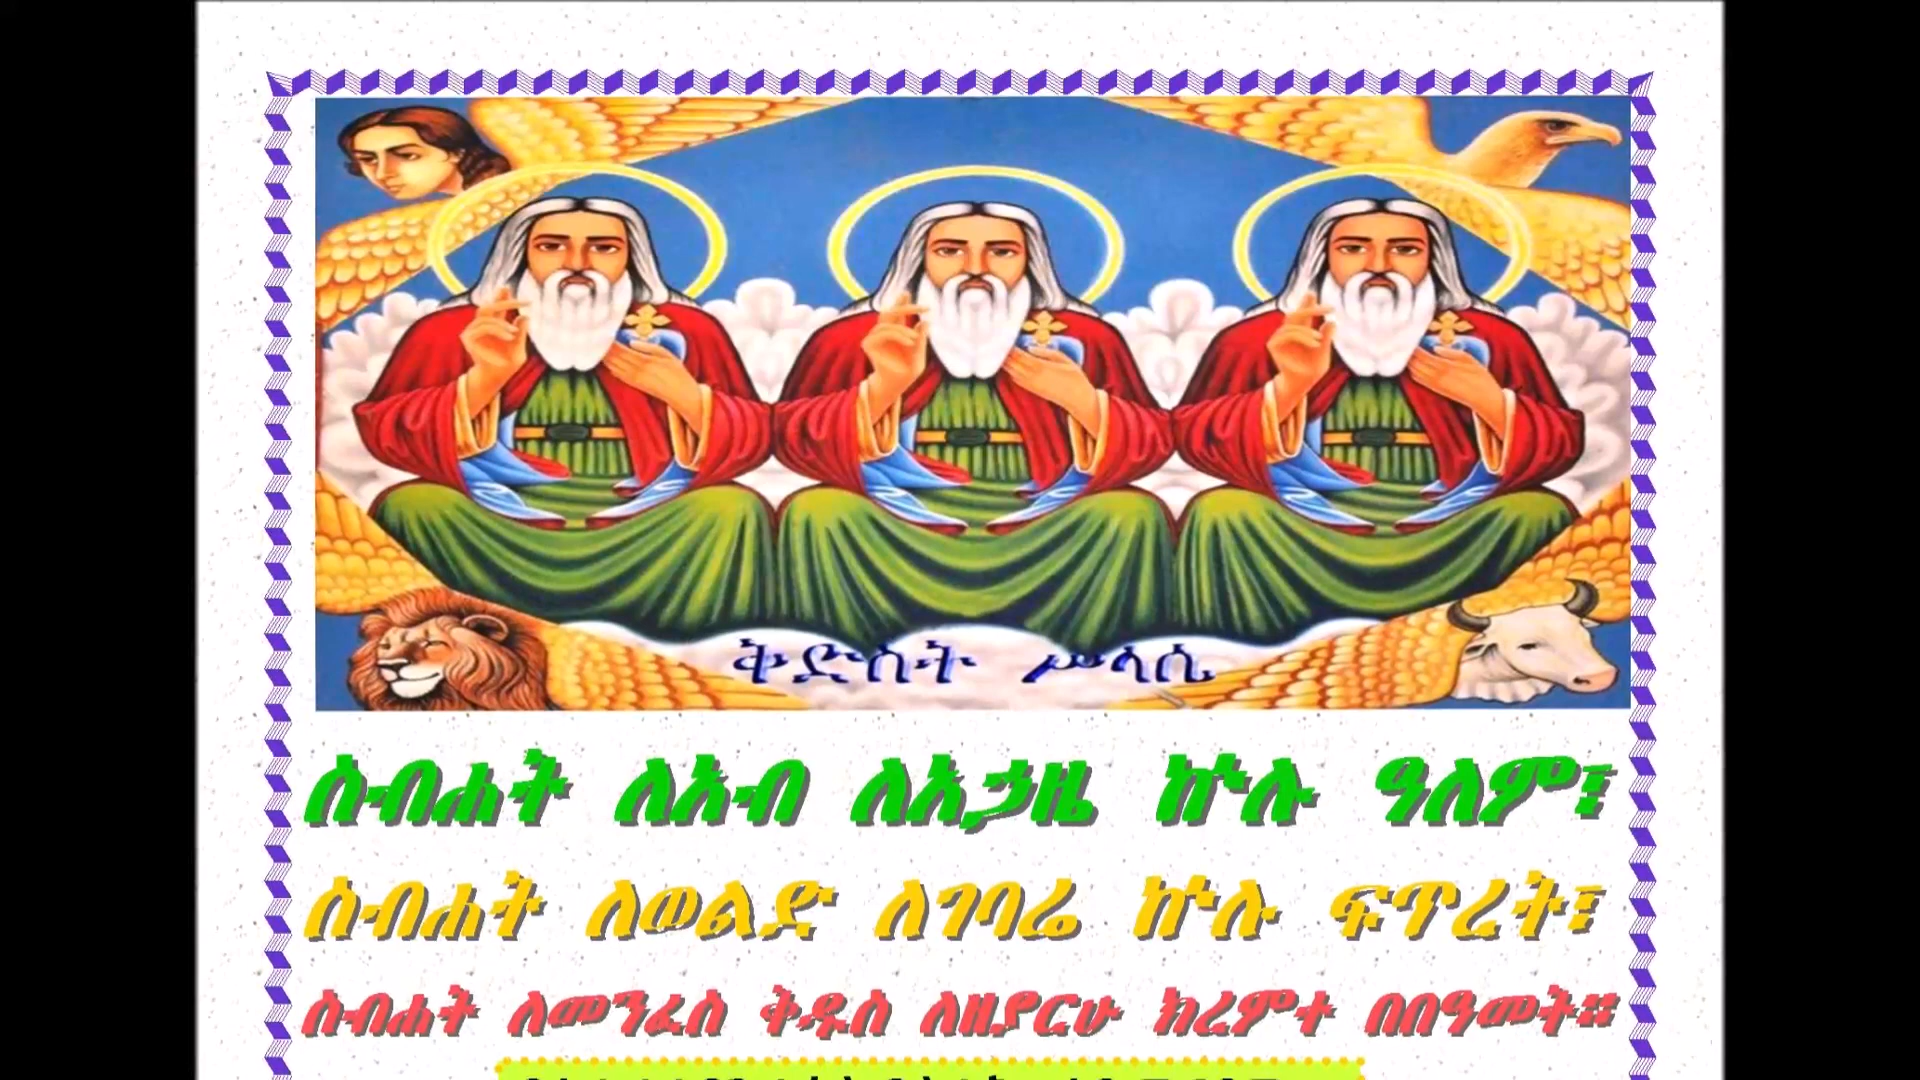 ቅድስት ሥላሴ
ስብሐት ለአብ ለአኃዜ ኵሉ ዓለም፤
ስብሐት ለወልድ ለገባሬ ኵሉ ፍጥረት፤
ስብሐት ለመንፈስ ቅዱስ ለዘያርሁ ክረምተ በበዓመት።